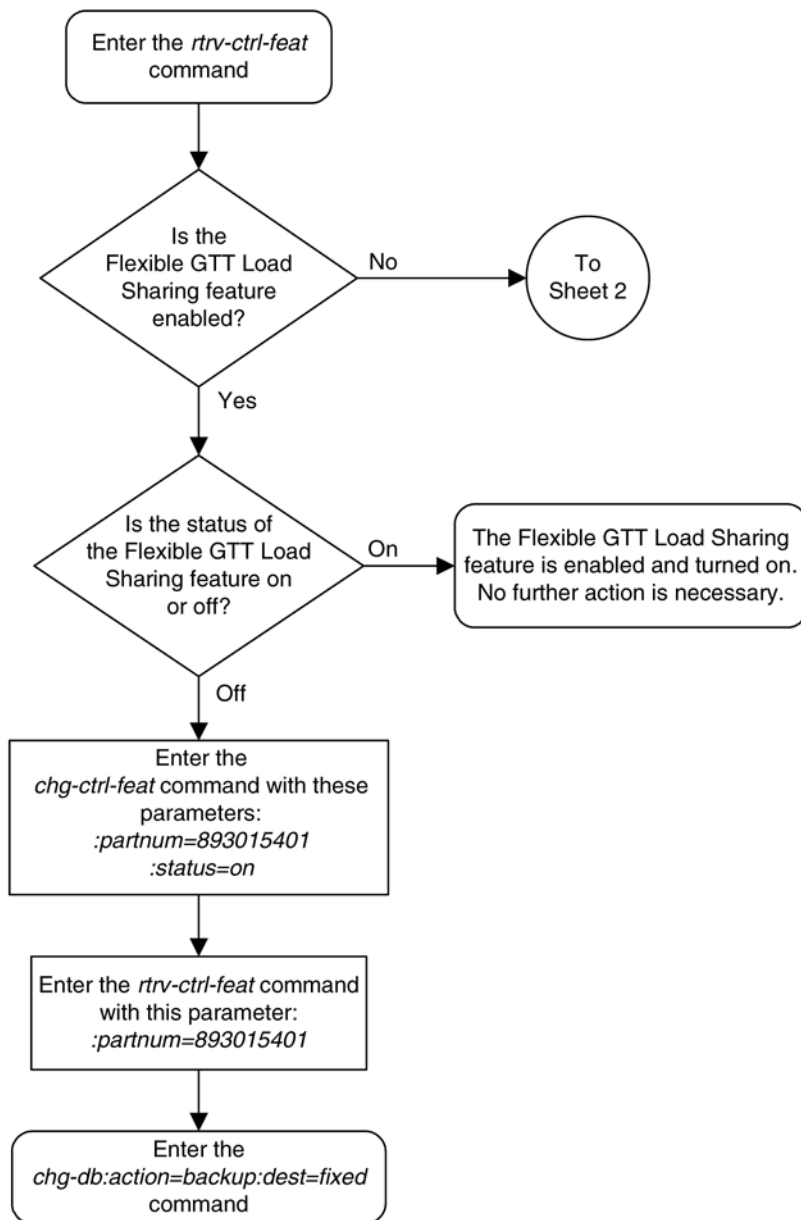 Enter the rtrv-ctrl-feat
command
Is the
Flexible GTT Load
Sharing feature
enabled?
No
To
Sheet 2
Yes
Is the status of
the Flexible GTT Load
Sharing feature on
or off?
On
The Flexible GTT Load Sharing
feature is enabled and turned on.
No further action is necessary.
Off
Enter the
chg-ctrl-feat command with these
parameters:
:partnum=893015401
:status=on
Enter the rtrv-ctrl-feat command
with this parameter:
:partnum=893015401
Enter the
chg-db:action=backup:dest=fixed
command